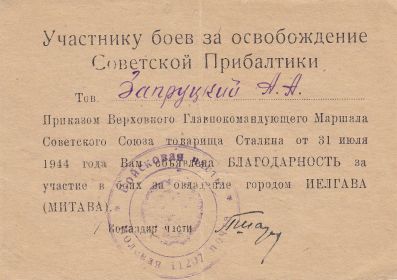 Участнику боев за освобождение
Советской Прибалтики
Тов. Запруцкий А.А.
Приказом Верховного Главнокомандующего Маршала
Советского Союза товарища Сталина от 31 июля
1944 года Вам объявлена БЛАГОДАРНОСТЬ за
участие в боях за овладение городом ИЕЛГАВА
(МИТАВА).
Командир части